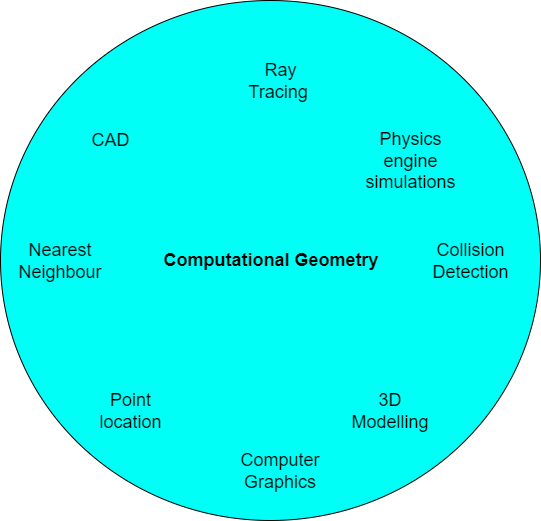 Ray
Tracing
CAD
Physics
engine
simulations
Nearest
Neighbour
Computational Geometry
Collision
Detection
Point
location
3D
Modelling
Computer
Graphics